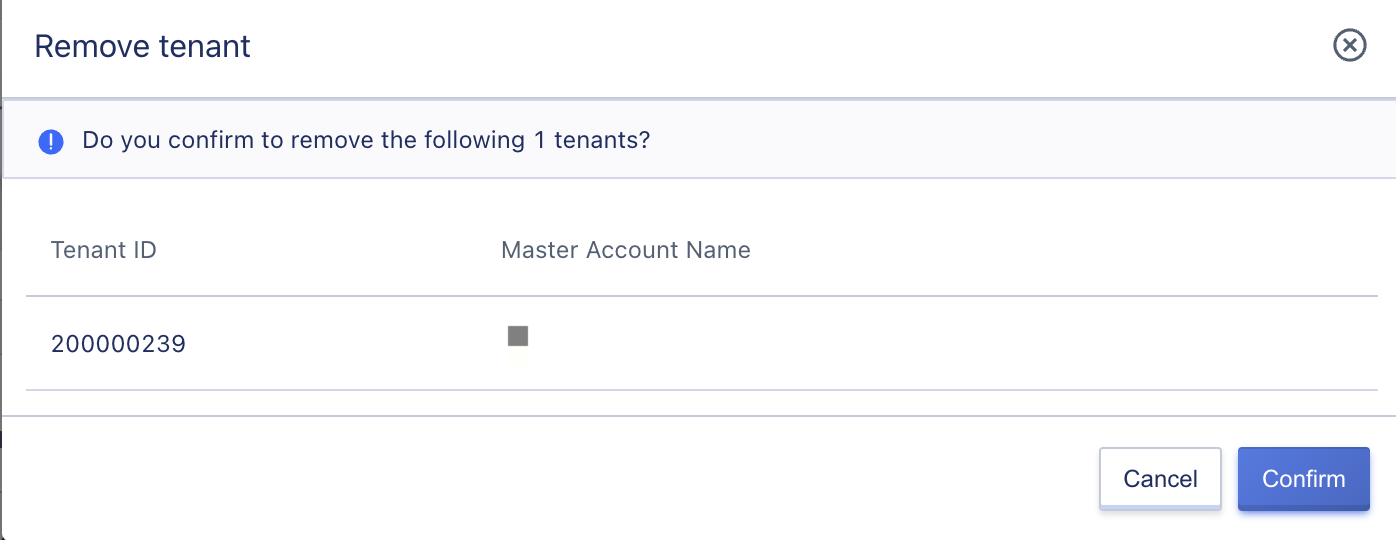 Remove tenant
Do you confirm to remove the following 1 tenants?
Tenant ID Master Account Name
200000239
Cancel Confirm